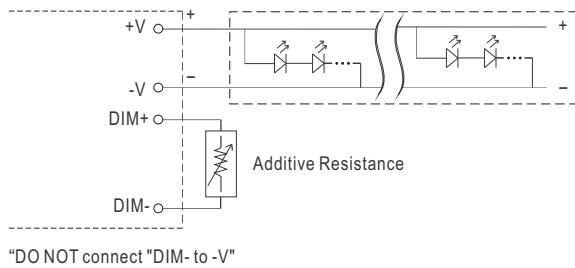 +V
+
+
-V
–
–
DIM+
Additive Resistance
DIM-
“DO NOT connect "DIM- to -V"